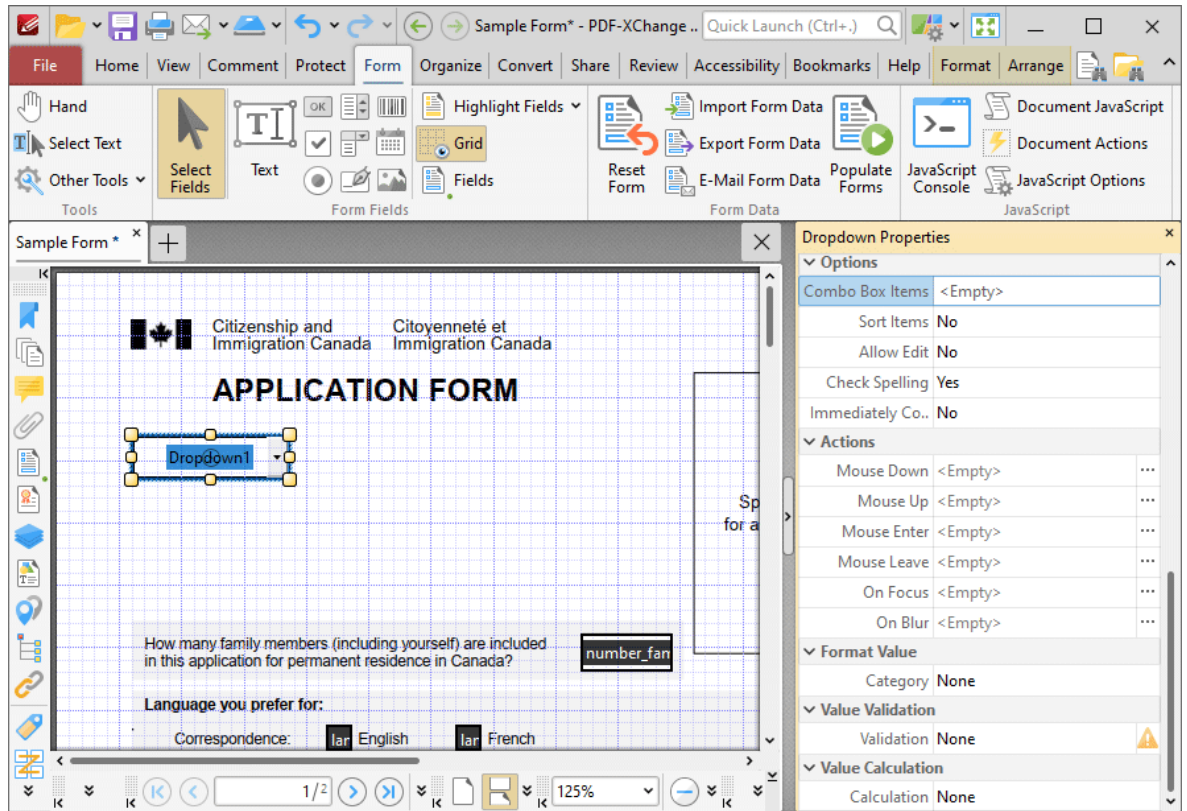 Sample Form* - PDF-XChange ..
Quick Launch (Ctrl+.)
File Home View Comment Protect Form Organize Convert Share Review Accessibility Bookmarks Help Format Arrange
Hand
Select Text
Other Tools
Tools
Select Fields
Text
OK
Highlight Fields
Grid
Fields
Form Fields
Reset Form
Import Form Data
Export Form Data
E-Mail Form Data
Populate Forms
Form Data
JavaScript Console
Document JavaScript
Document Actions
JavaScript Options
JavaScript
Sample Form *
Citizenship and Immigration Canada
Citoyenneté et Immigration Canada
APPLICATION FORM
Dropdown1
Sp
for a
How many family members (including yourself) are included
in this application for permanent residence in Canada?
number_fan
Language you prefer for:
Correspondence: lar English lar French
1/2
125%
Dropdown Properties
Options
Combo Box Items <Empty>
Sort Items No
Allow Edit No
Check Spelling Yes
Immediately Co.. No
Actions
Mouse Down <Empty> ...
Mouse Up <Empty> ...
Mouse Enter <Empty> ...
Mouse Leave <Empty> ...
On Focus <Empty> ...
On Blur <Empty> ...
Format Value
Category None
Value Validation
Validation None
Value Calculation
Calculation None